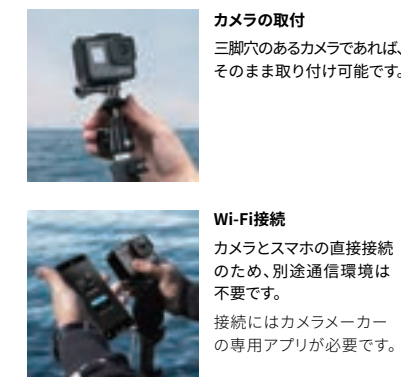 カメラの取付
三脚穴のあるカメラであれば、
そのまま取り付け可能です。
Wi-Fi接続
カメラとスマホの直接接続
のため、別途通信環境は
不要です。
接続にはカメラメーカー
の専用アプリが必要です。